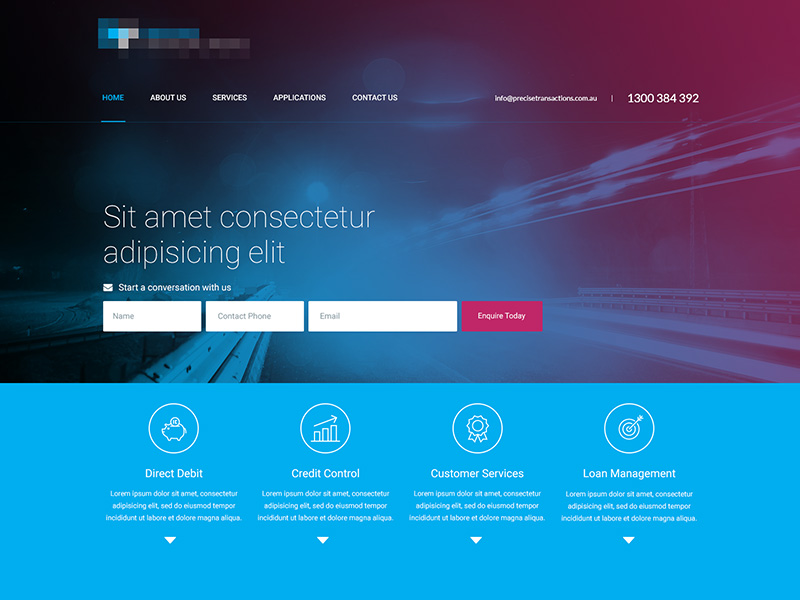 HOME ABOUT US SERVICES APPLICATIONS CONTACT US info@precisetransactions.com.au | 1300 384 392
Sit amet consectetur
adipisicing elit
Start a conversation with us
Name Contact Phone Email Enquire Today
Direct Debit Credit Control Customer Services Loan Management
Lorem ipsum dolor sit amet, consectetur
adipisicing elit, sed do eiusmod tempor
incididunt ut labore et dolore magna aliqua.
Lorem ipsum dolor sit amet, consectetur
adipisicing elit, sed do eiusmod tempor
incididunt ut labore et dolore magna aliqua.
Lorem ipsum dolor sit amet, consectetur
adipisicing elit, sed do eiusmod tempor
incididunt ut labore et dolore magna aliqua.
Lorem ipsum dolor sit amet, consectetur
adipisicing elit, sed do eiusmod tempor
incididunt ut labore et dolore magna aliqua.